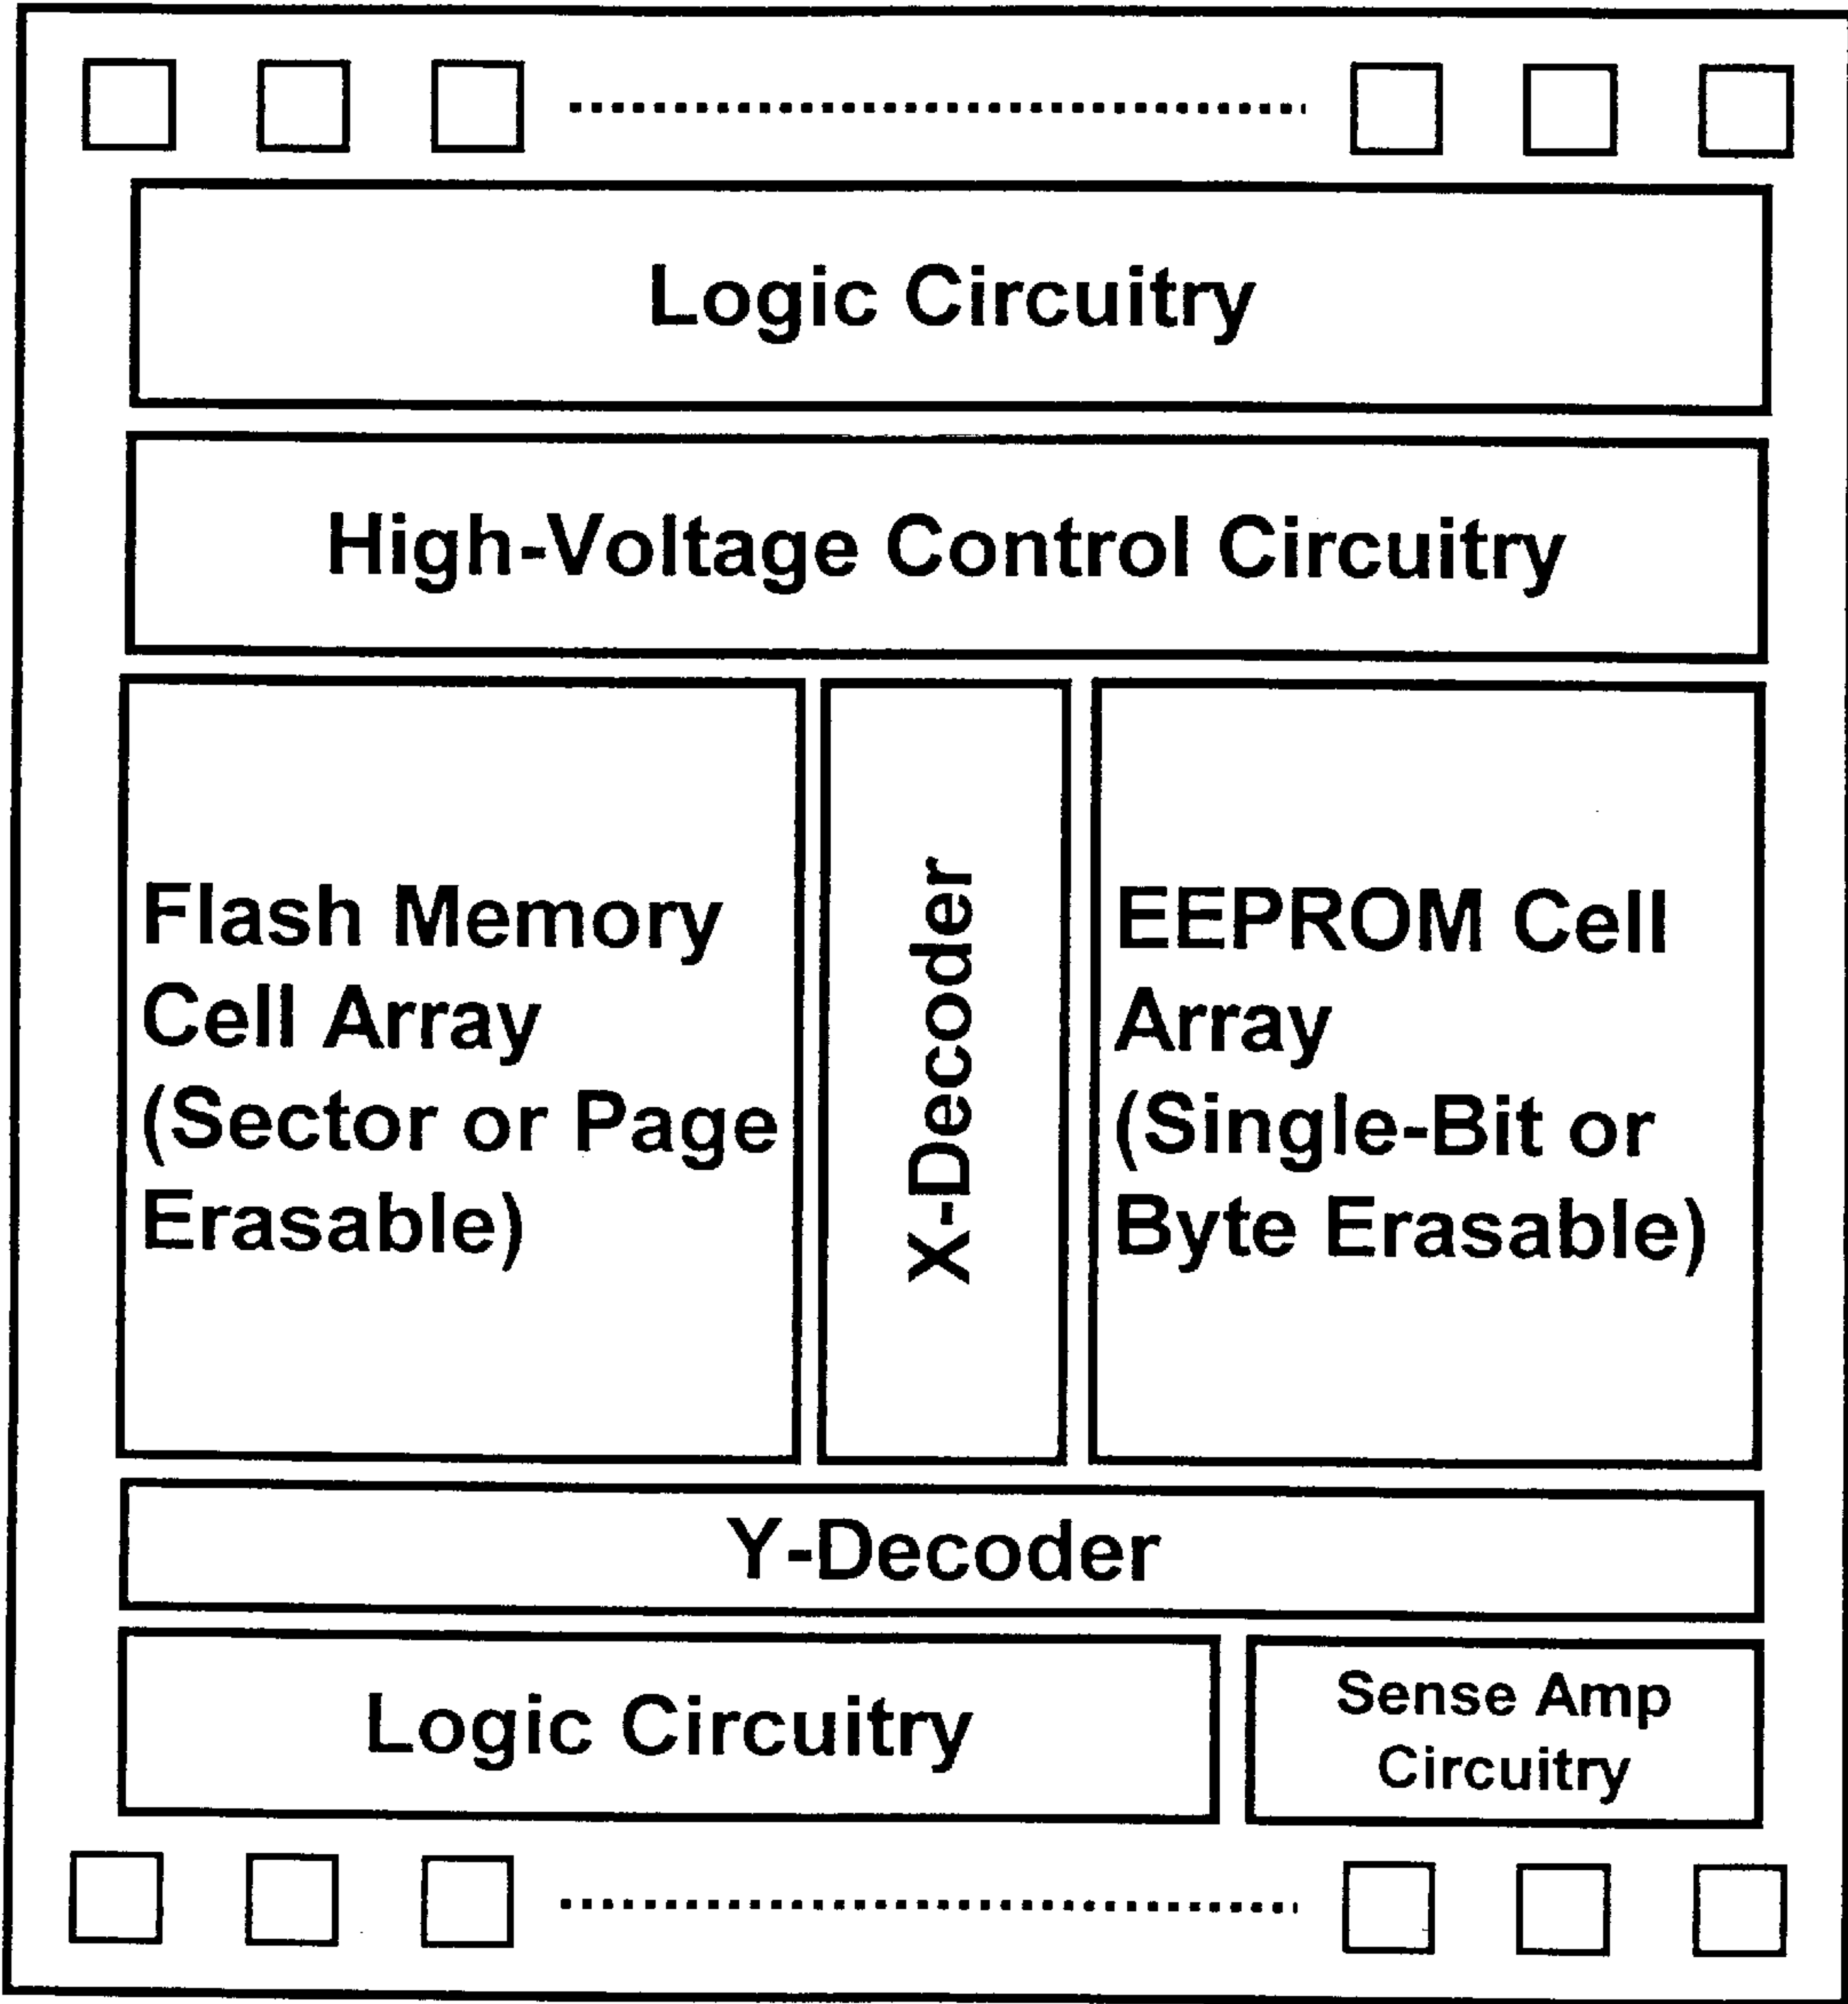 Logic Circuitry
High-Voltage Control Circuitry
Flash Memory
Cell Array
(Sector or Page
Erasable)
X-Decoder
EEPROM Cell
Array
(Single-Bit or
Byte Erasable)
Y-Decoder
Logic Circuitry
Sense Amp
Circuitry